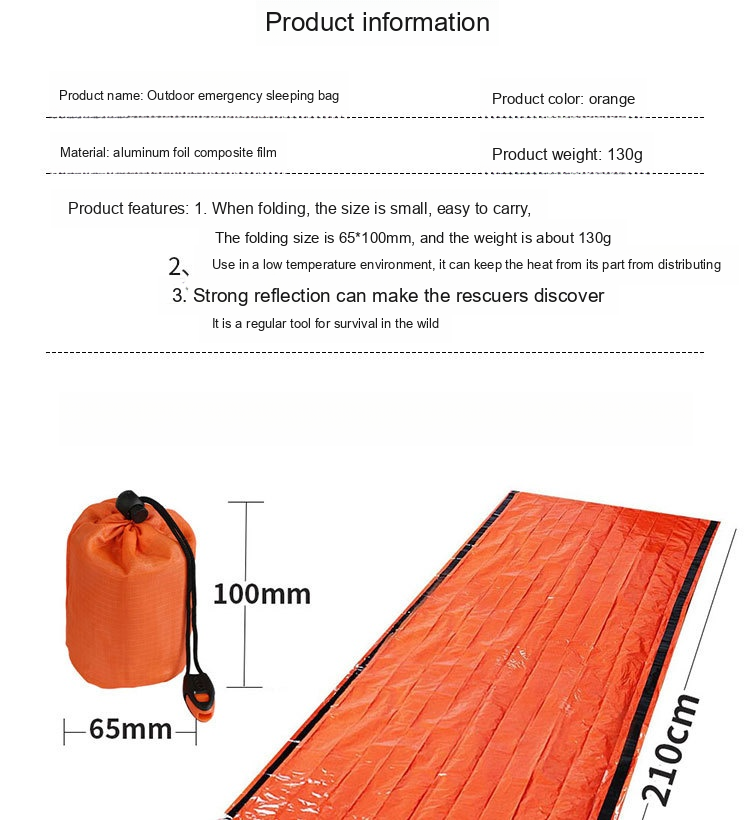 Product information
Product name: Outdoor emergency sleeping bag
Product color: orange
Material: aluminum foil composite film
Product weight: 130g
Product features: 1. When folding, the size is small, easy to carry,
The folding size is 65*100mm, and the weight is about 130g
2、 Use in a low temperature environment, it can keep the heat from its part from distributing
3. Strong reflection can make the rescuers discover
It is a regular tool for survival in the wild
100mm
65mm
210cm